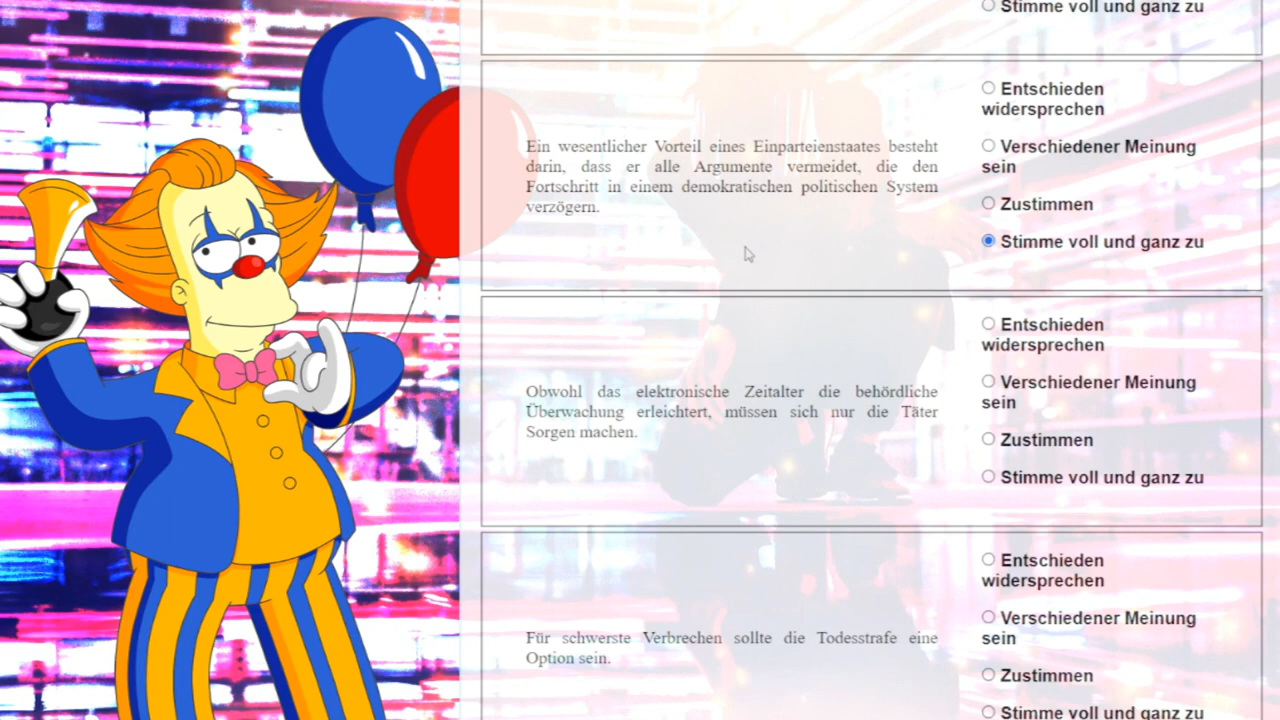 Stimme voll und ganz zu
Ein wesentlicher Vorteil eines Einparteienstaates besteht
darin, dass er alle Argumente vermeidet, die den
Fortschritt in einem demokratischen politischen System
verzögern.
Entschieden
widersprechen
Verschiedener Meinung
sein
Zustimmen
Stimme voll und ganz zu
Obwohl das elektronische Zeitalter die behördliche
Überwachung erleichtert, müssen sich nur die Täter
Sorgen machen.
Entschieden
widersprechen
Verschiedener Meinung
sein
Zustimmen
Stimme voll und ganz zu
Für schwerste Verbrechen sollte die Todesstrafe eine
Option sein.
Entschieden
widersprechen
Verschiedener Meinung
sein
Zustimmen
Stimme voll und ganz zu